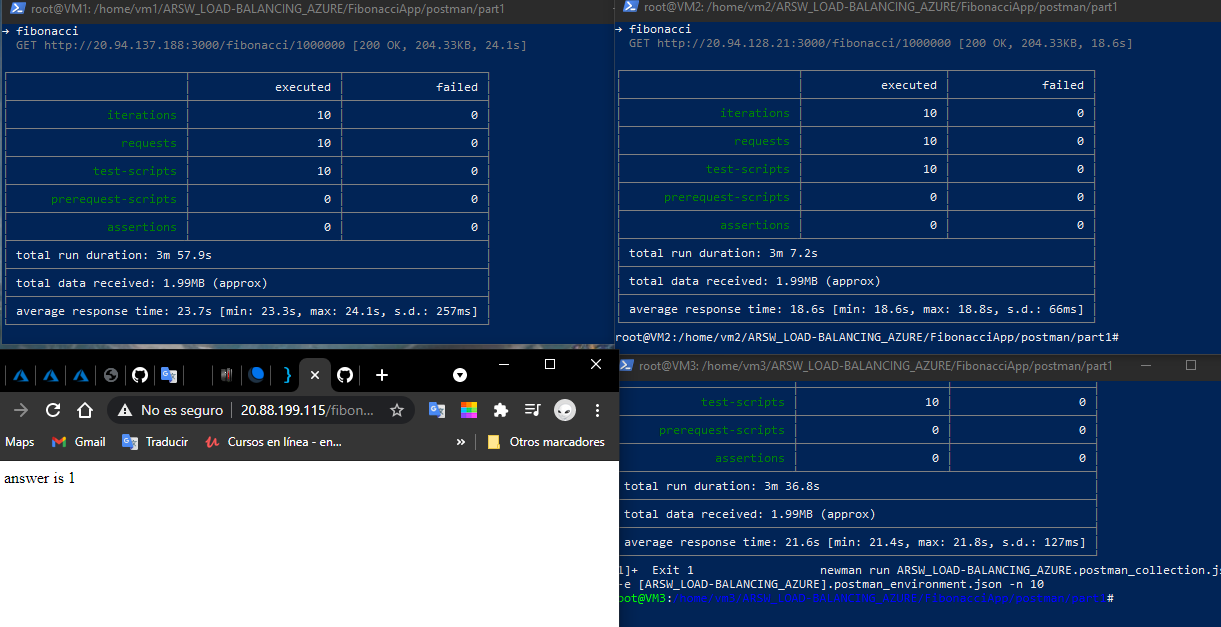 root@VM1: /home/vm1/ARSW_LOAD-BALANCING_AZURE/FibonacciApp/postman/part1
→ fibonacci
GET http://20.94.137.188:3000/fibonacci/1000000 [200 OK, 204.33KB, 24.1s]
executed failed
iterations 10 0
requests 10 0
test-scripts 10 0
prerequest-scripts 0 0
assertions 0 0
total run duration: 3m 57.9s
total data received: 1.99MB (approx)
average response time: 23.7s [min: 23.3s, max: 24.1s, s.d.: 257ms]
root@VM2: /home/vm2/ARSW_LOAD-BALANCING_AZURE/FibonacciApp/postman/part1
→ fibonacci
GET http://20.94.128.21:3000/fibonacci/1000000 [200 OK, 204.33KB, 18.6s]
executed failed
iterations 10 0
requests 10 0
test-scripts 10 0
prerequest-scripts 0 0
assertions 0 0
total run duration: 3m 7.2s
total data received: 1.99MB (approx)
average response time: 18.6s [min: 18.6s, max: 18.8s, s.d.: 66ms]
root@VM2:/home/vm2/ARSW_LOAD-BALANCING_AZURE/FibonacciApp/postman/part1#
No es seguro 20.88.199.115/fibon...
Maps Gmail Traducir Cursos en línea - en... » Otros marcadores
answer is 1
root@VM3: /home/vm3/ARSW_LOAD-BALANCING_AZURE/FibonacciApp/postman/part1
test-scripts 10 0
prerequest-scripts 0 0
assertions 0 0
total run duration: 3m 36.8s
total data received: 1.99MB (approx)
average response time: 21.6s [min: 21.4s, max: 21.8s, s.d.: 127ms]
1]+ Exit 1 newman run ARSW_LOAD-BALANCING_AZURE.postman_collection.js
-e [ARSW_LOAD-BALANCING_AZURE].postman_environment.json -n 10
oot@VM3:/home/vm3/ARSW_LOAD-BALANCING_AZURE/FibonacciApp/postman/part1#